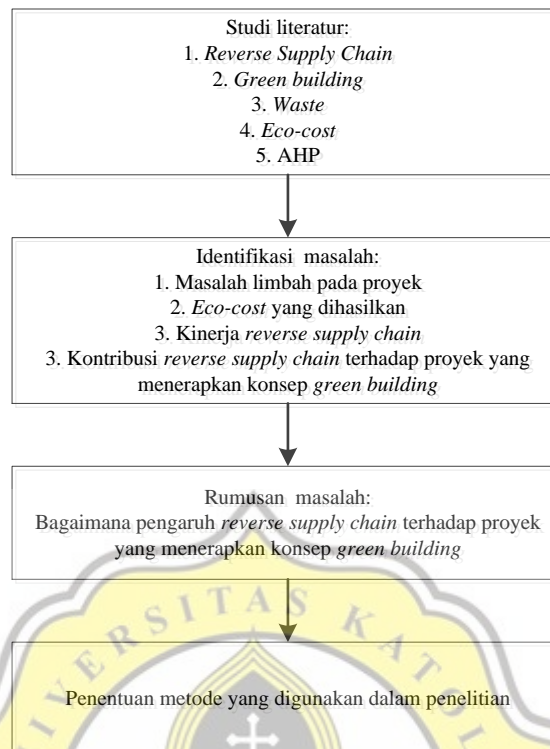 Studi literatur:
1. Reverse Supply Chain
2. Green building
3. Waste
4. Eco-cost
5. AHP
Identifikasi masalah:
1. Masalah limbah pada proyek
2. Eco-cost yang dihasilkan
3. Kinerja reverse supply chain
3. Kontribusi reverse supply chain terhadap proyek yang
menerapkan konsep green building
Rumusan masalah:
Bagaimana pengaruh reverse supply chain terhadap proyek
yang menerapkan konsep green building
Penentuan metode yang digunakan dalam penelitian